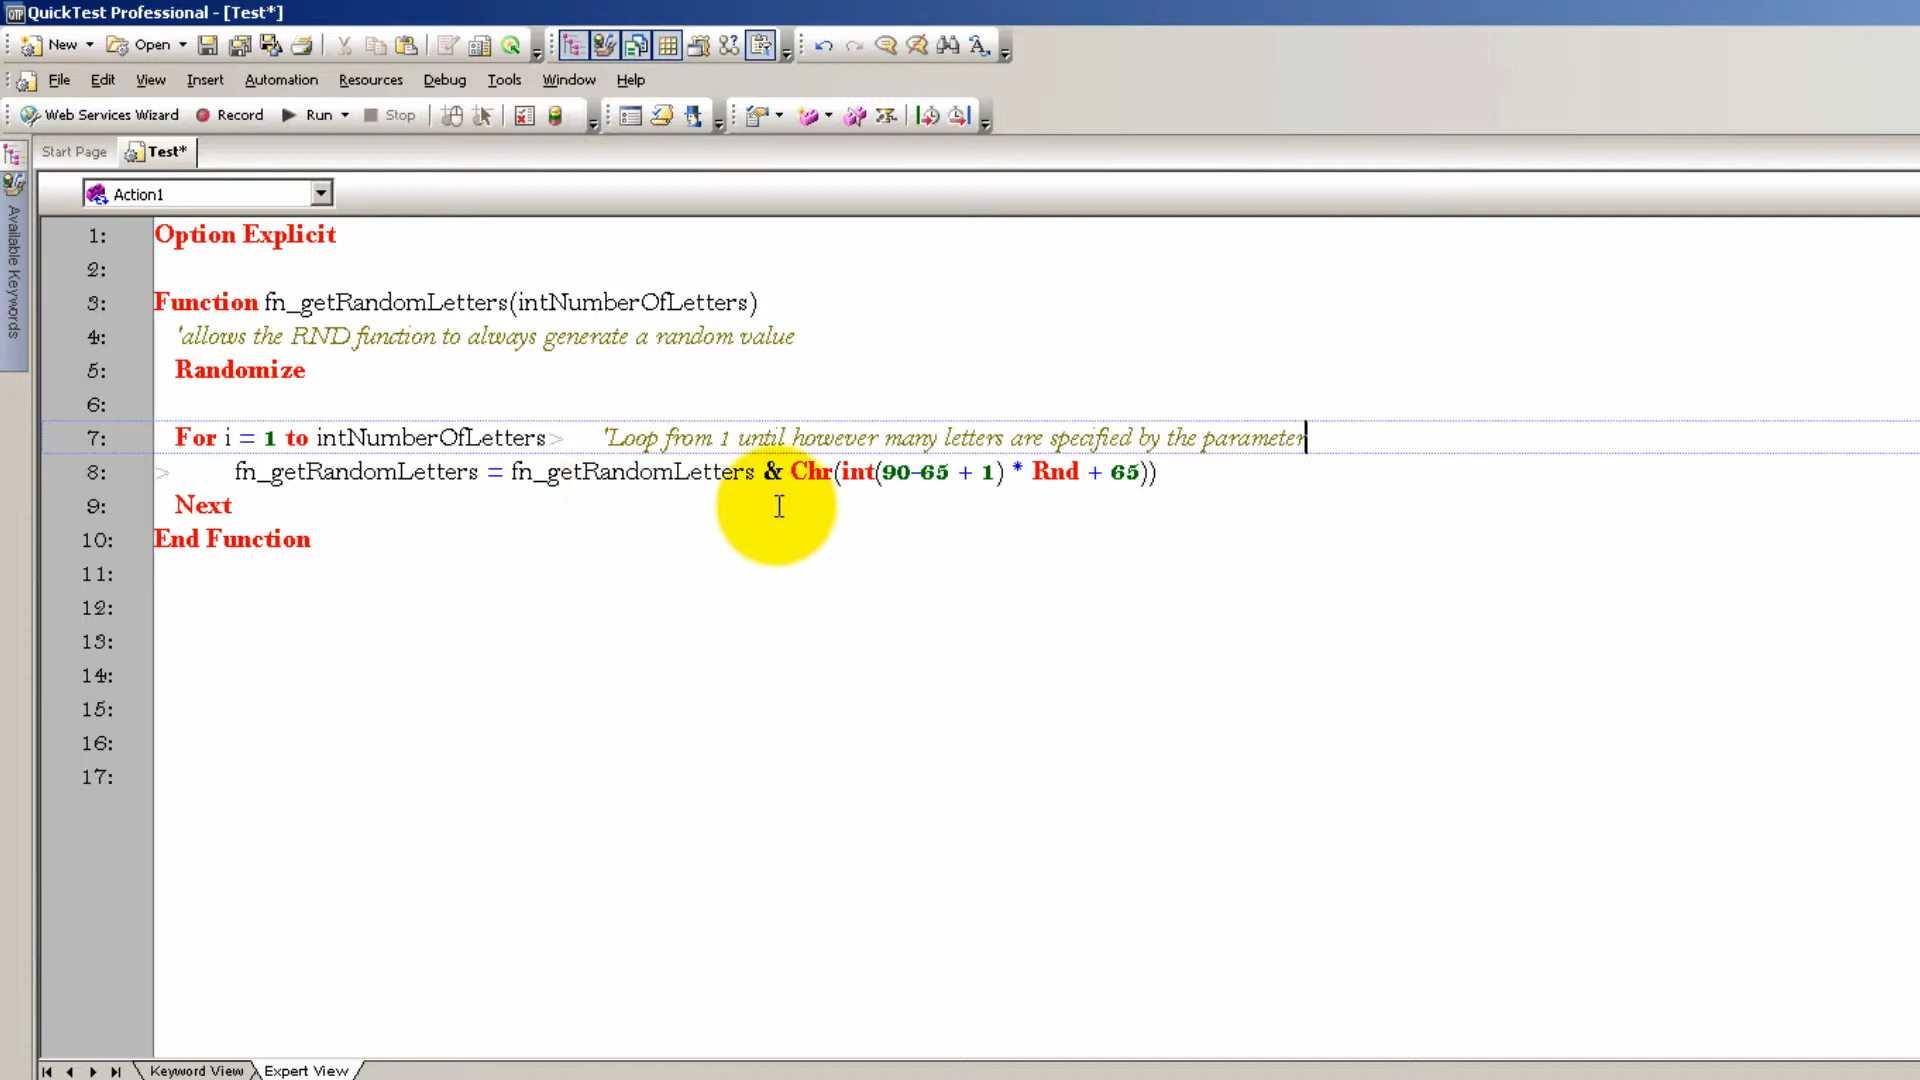 QTP QuickTest Professional - [Test*]
New Open
File Edit View Insert Automation Resources Debug Tools Window Help
Web Services Wizard Record Run Stop
Start Page Test*
Available Keywords
Action1
1: Option Explicit
2:
3: Function fn_getRandomLetters(intNumberOfLetters)
4: 'allows the RND function to always generate a random value
5: Randomize
6:
7: For i = 1 to intNumberOfLetters> 'Loop from 1 until however many letters are specified by the parameter
8: > fn_getRandomLetters = fn_getRandomLetters & Chr(int(90-65 + 1) * Rnd + 65))
9: Next
10: End Function
11:
12:
13:
14:
15:
16:
17:
Keyword View Expert View